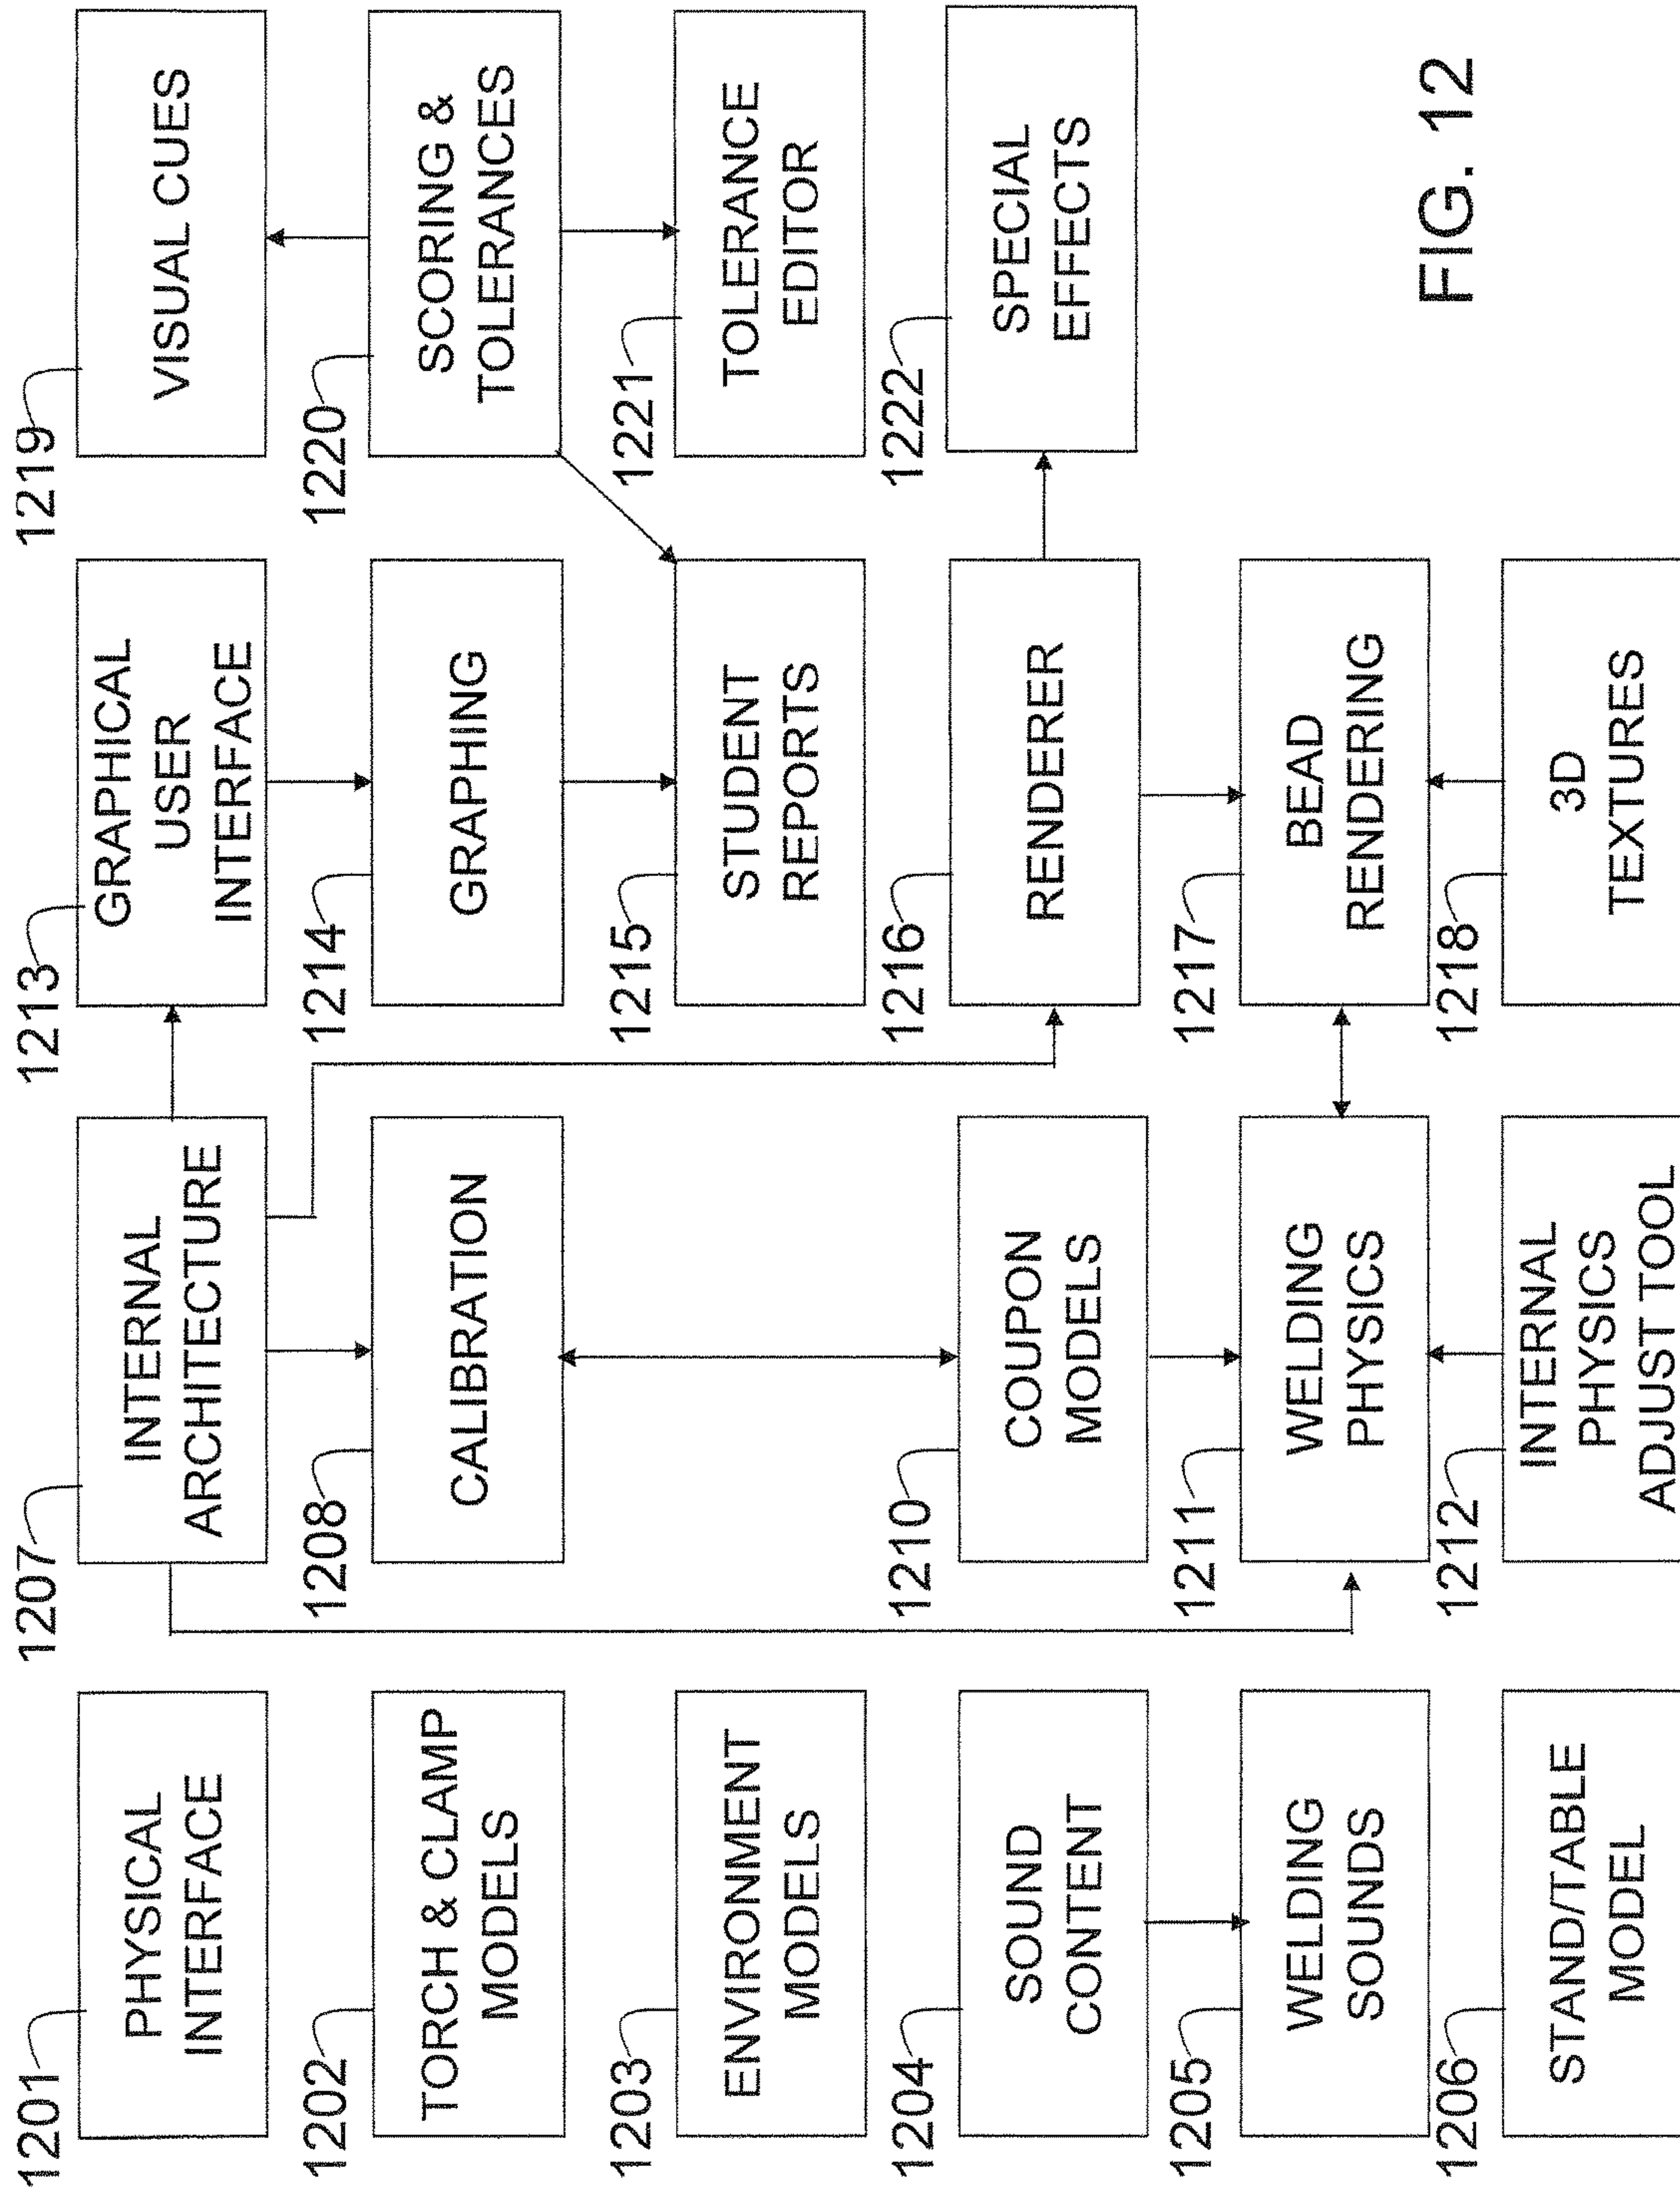 1201
PHYSICAL
INTERFACE
1202
TORCH & CLAMP
MODELS
1203
ENVIRONMENT
MODELS
1204
SOUND
CONTENT
1205
WELDING
SOUNDS
1206
STAND/TABLE
MODEL
1207
INTERNAL
ARCHITECTURE
1208
CALIBRATION
1210
COUPON
MODELS
1211
WELDING
PHYSICS
1212
INTERNAL
PHYSICS
ADJUST TOOL
1213
GRAPHICAL
USER
INTERFACE
1214
GRAPHING
1215
STUDENT
REPORTS
1216
RENDERER
1217
BEAD
RENDERING
1218
3D
TEXTURES
1219
VISUAL CUES
1220
SCORING &
TOLERANCES
1221
TOLERANCE
EDITOR
1222
SPECIAL
EFFECTS
FIG. 12